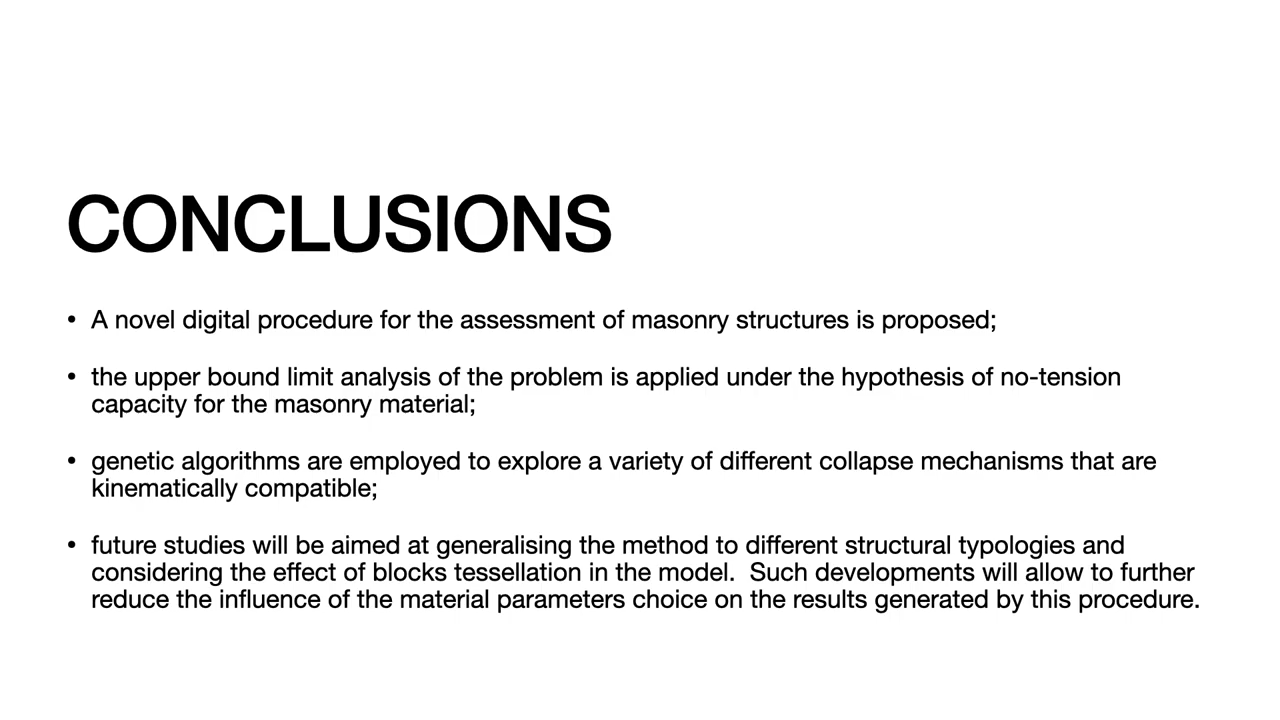 CONCLUSIONS
• A novel digital procedure for the assessment of masonry structures is proposed;
• the upper bound limit analysis of the problem is applied under the hypothesis of no-tension
capacity for the masonry material;
• genetic algorithms are employed to explore a variety of different collapse mechanisms that are
kinematically compatible;
• future studies will be aimed at generalising the method to different structural typologies and
considering the effect of blocks tessellation in the model.  Such developments will allow to further
reduce the influence of the material parameters choice on the results generated by this procedure.